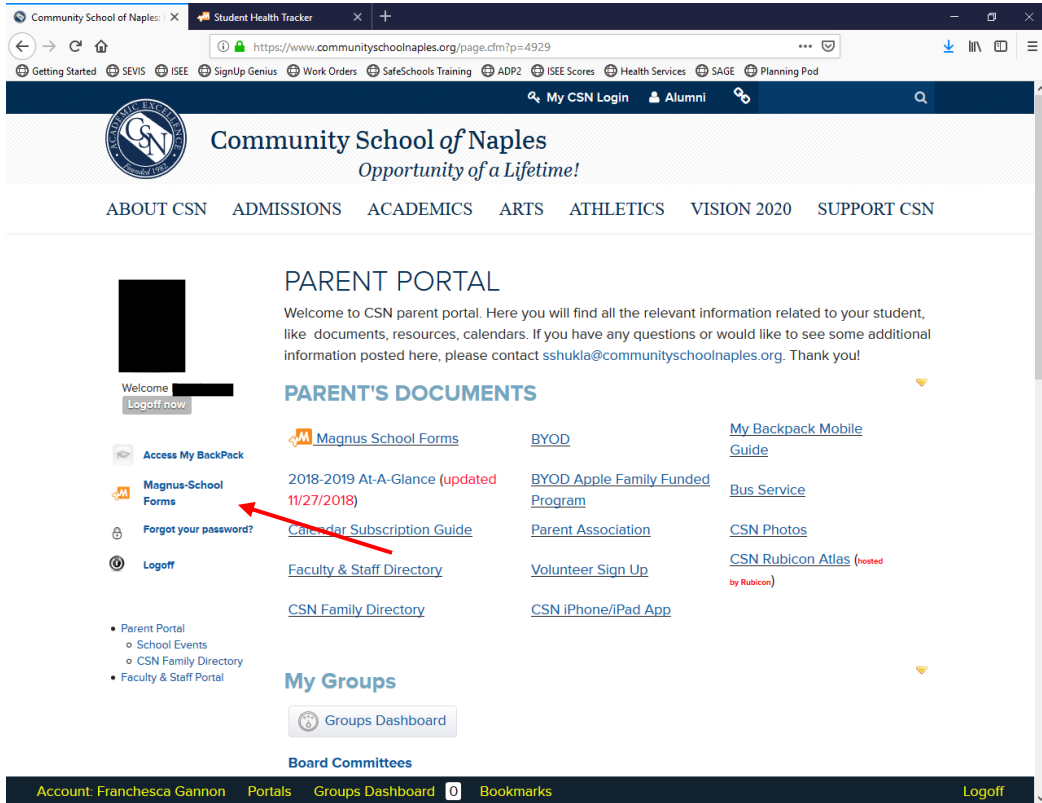 Community School of Naples:
Student Health Tracker
https://www.communityschoolnaples.org/page.cfm?p=4929
Getting Started SEVIS ISEE SignUp Genius Work Orders SafeSchools Training ADP2 ISEE Scores Health Services SAGE Planning Pod
My CSN Login Alumni
ACADEMIC EXCELLENCE
CSN
Founded 1982
Community School of Naples
Opportunity of a Lifetime!
ABOUT CSN ADMISSIONS ACADEMICS ARTS ATHLETICS VISION 2020 SUPPORT CSN
Welcome
Logoff now
Access My BackPack
Magnus-School
Forms
Forgot your password?
Logoff
• Parent Portal
○ School Events
○ CSN Family Directory
• Faculty & Staff Portal
PARENT PORTAL
Welcome to CSN parent portal. Here you will find all the relevant information related to your student,
like documents, resources, calendars. If you have any questions or would like to see some additional
information posted here, please contact sshukla@communityschoolnaples.org. Thank you!
PARENT'S DOCUMENTS
Magnus School Forms
2018-2019 At-A-Glance (updated
11/27/2018)
Calendar Subscription Guide
Faculty & Staff Directory
CSN Family Directory
BYOD
BYOD Apple Family Funded
Program
Parent Association
Volunteer Sign Up
CSN iPhone/iPad App
My Backpack Mobile
Guide
Bus Service
CSN Photos
CSN Rubicon Atlas (hosted
by Rubicon)
My Groups
Groups Dashboard
Board Committees
Account: Franchesca Gannon Portals Groups Dashboard 0 Bookmarks Logoff